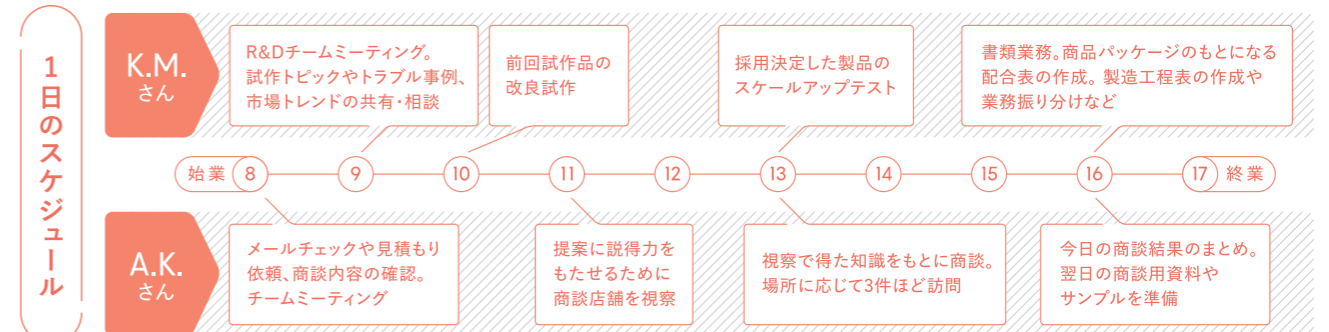 1日のスケジュール
K.M.
さん
R&Dチームミーティング。
試作トピックやトラブル事例、
市場トレンドの共有・相談
前回試作品の
改良試作
採用決定した製品の
スケールアップテスト
書類業務。商品パッケージのもとになる
配合表の作成。製造工程表の作成や
業務振り分けなど
始業 8 9 10 11 12 13 14 15 16 17 終業
A.K.
さん
メールチェックや見積もり
依頼、商談内容の確認。
チームミーティング
提案に説得力を
もたせるために
商談店舗を視察
視察で得た知識をもとに商談。
場所に応じて3件ほど訪問
今日の商談結果のまとめ。
翌日の商談用資料や
サンプルを準備